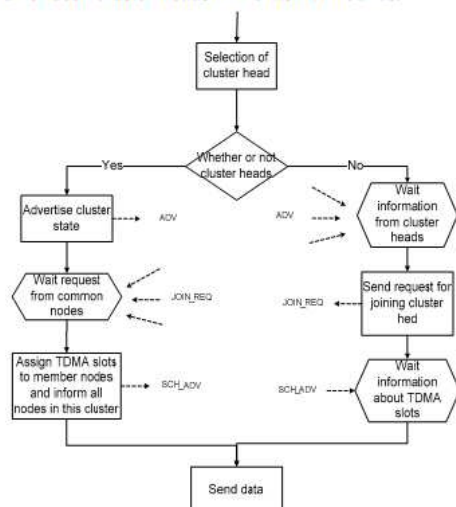 Selection of
cluster head
Whether or not
cluster heads
Yes
No
Advertise cluster
state
ADV
ADV
Wait
information
from cluster
heads
Wait request
from common
nodes
JOIN_REQ
JOIN_REQ
Send request for
joining cluster
hed
Assign TDMA slots
to member nodes
and inform all
nodes in this cluster
SCH_ADV
SCH_ADV
Wait
information
about TDMA
slots
Send data